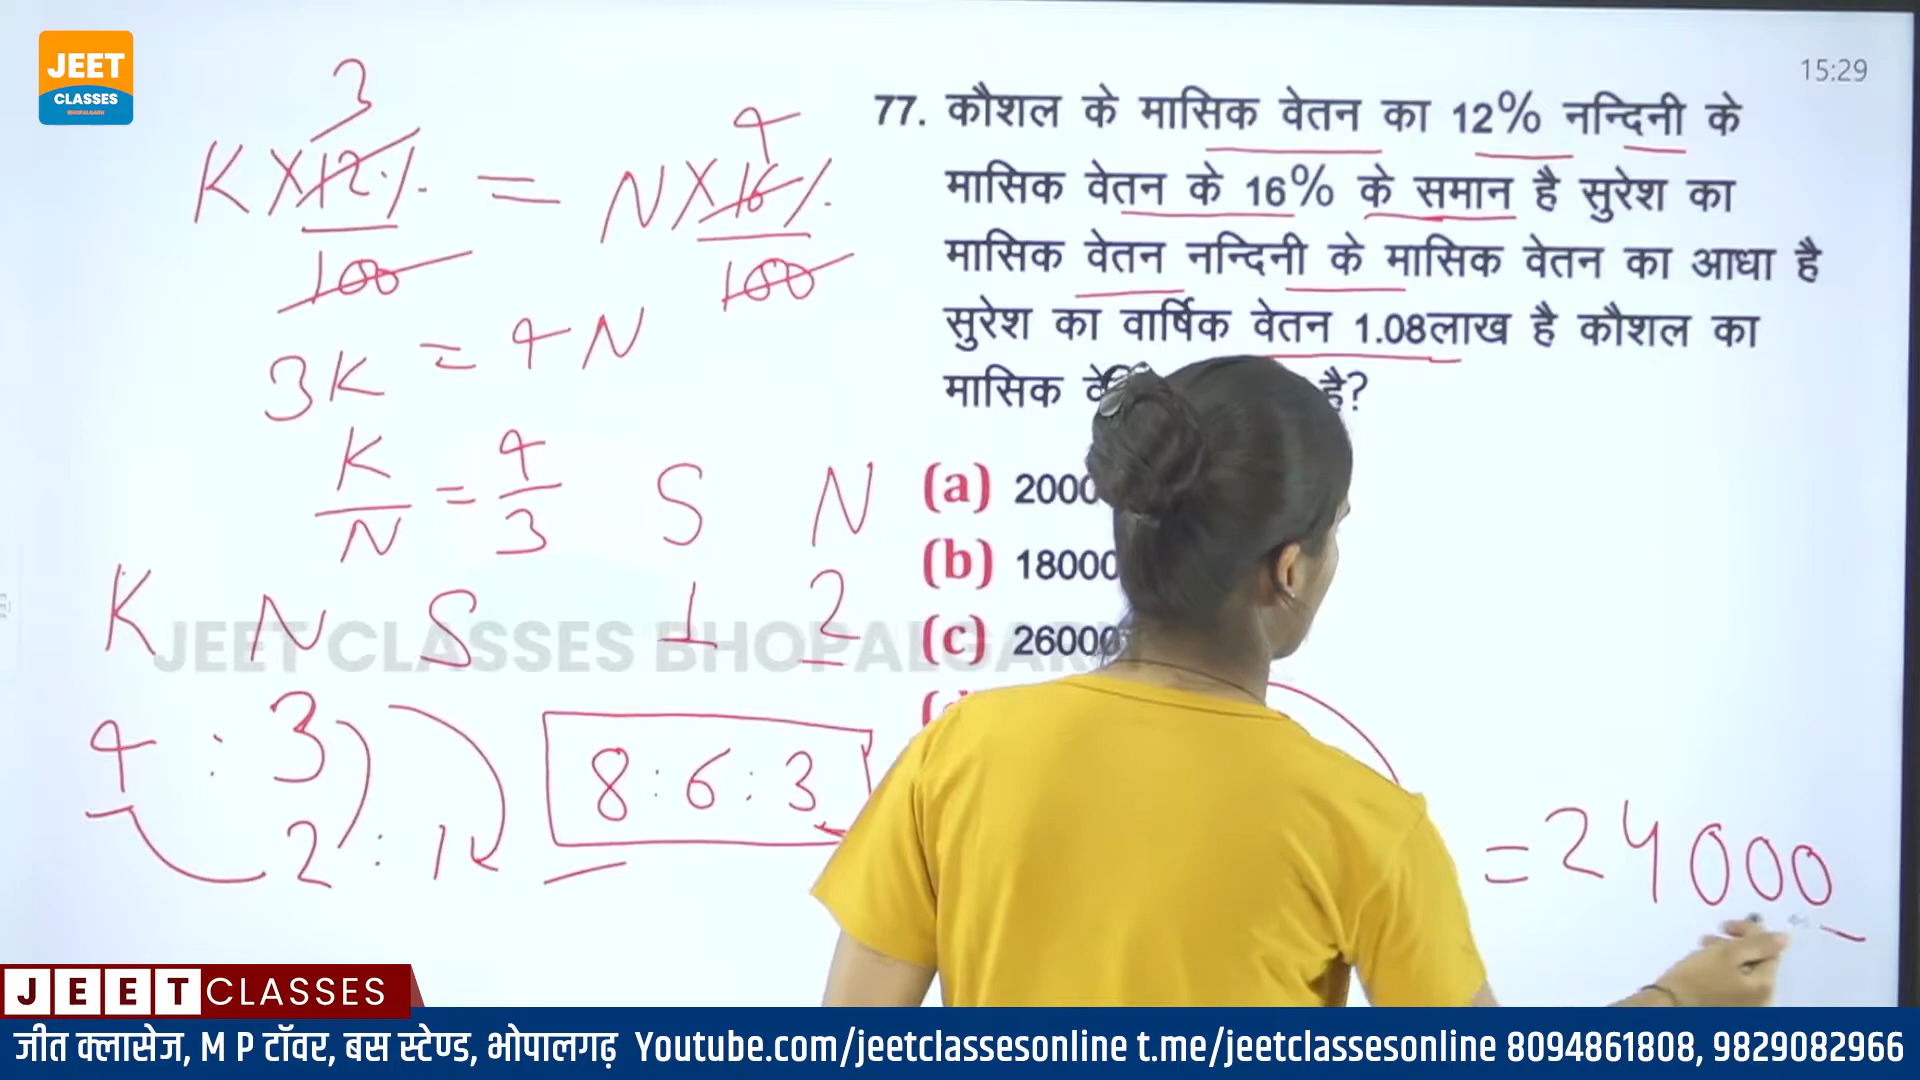 JEET
CLASSES
BHOPALGARH
15:29
77. कौशल के मासिक वेतन का 12% नन्दिनी के
मासिक वेतन के 16% के समान है सुरेश का
मासिक वेतन नन्दिनी के मासिक वेतन का आधा है
सुरेश का वार्षिक वेतन 1.08लाख है कौशल का
मासिक है?
(a) 2000
(b) 18000
(c) 26000
3 4
K X 12% = N X 16%
100 100
3K = 4N
K/N = 4/3
S N
1 2
K N S
4 : 3
2 : 1
8 : 6 : 3
= 24000
JEET CLASSES BHOPALGARH
JEET CLASSES
जीत क्लासेज, M P टॉवर, बस स्टेण्ड, भोपालगढ़ Youtube.com/jeetclassesonline t.me/jeetclassesonline 8094861808, 9829082966